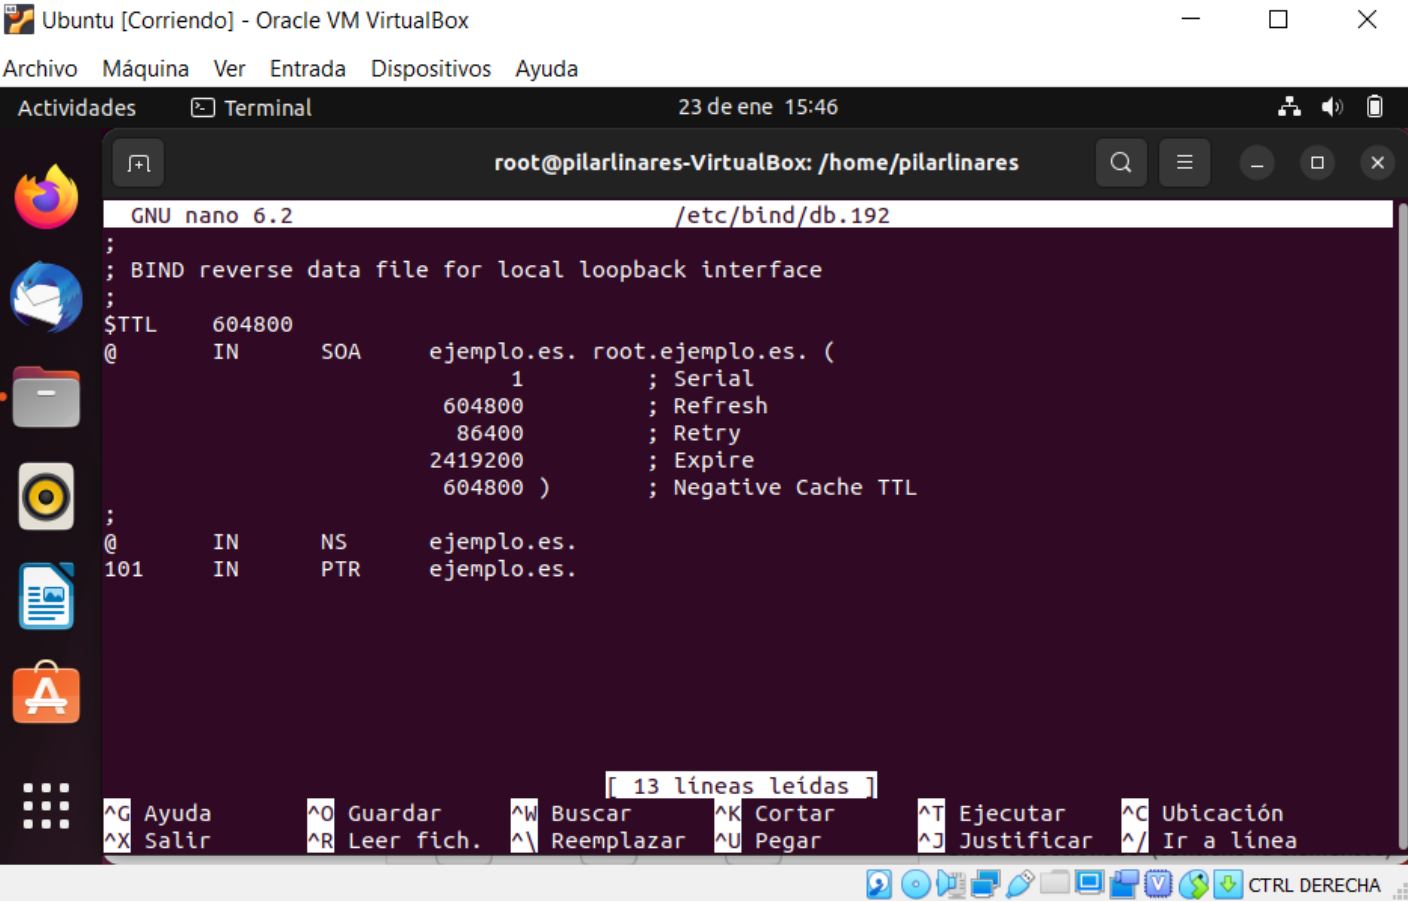 Ubuntu [Corriendo] - Oracle VM VirtualBox
Archivo Máquina Ver Entrada Dispositivos Ayuda
Actividades Terminal 23 de ene 15:46
root@pilarlinares-VirtualBox: /home/pilarlinares
GNU nano 6.2 /etc/bind/db.192
;
; BIND reverse data file for local loopback interface
;
$TTL 604800
@ IN SOA ejemplo.es. root.ejemplo.es. (
1 ; Serial
604800 ; Refresh
86400 ; Retry
2419200 ; Expire
604800 ) ; Negative Cache TTL
;
@ IN NS ejemplo.es.
101 IN PTR ejemplo.es.
[ 13 líneas leídas ]
^G Ayuda ^O Guardar ^W Buscar ^K Cortar ^T Ejecutar ^C Ubicación
^X Salir ^R Leer fich. ^\ Reemplazar ^U Pegar ^J Justificar ^/ Ir a línea
CTRL DERECHA